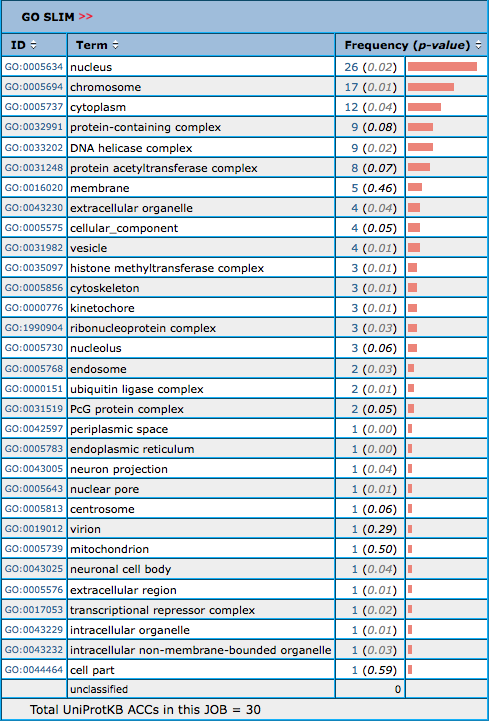 GO SLIM >>
ID Term Frequency (p-value)
GO:0005634 nucleus 26 (0.02)
GO:0005694 chromosome 17 (0.01)
GO:0005737 cytoplasm 12 (0.04)
GO:0032991 protein-containing complex 9 (0.08)
GO:0033202 DNA helicase complex 9 (0.02)
GO:0031248 protein acetyltransferase complex 8 (0.07)
GO:0016020 membrane 5 (0.46)
GO:0043230 extracellular organelle 4 (0.04)
GO:0005575 cellular_component 4 (0.05)
GO:0031982 vesicle 4 (0.01)
GO:0035097 histone methyltransferase complex 3 (0.01)
GO:0005856 cytoskeleton 3 (0.01)
GO:0000776 kinetochore 3 (0.01)
GO:1990904 ribonucleoprotein complex 3 (0.03)
GO:0005730 nucleolus 3 (0.06)
GO:0005768 endosome 2 (0.03)
GO:0000151 ubiquitin ligase complex 2 (0.01)
GO:0031519 PcG protein complex 2 (0.05)
GO:0042597 periplasmic space 1 (0.00)
GO:0005783 endoplasmic reticulum 1 (0.00)
GO:0043005 neuron projection 1 (0.04)
GO:0005643 nuclear pore 1 (0.01)
GO:0005813 centrosome 1 (0.06)
GO:0019012 virion 1 (0.29)
GO:0005739 mitochondrion 1 (0.50)
GO:0043025 neuronal cell body 1 (0.04)
GO:0005576 extracellular region 1 (0.01)
GO:0017053 transcriptional repressor complex 1 (0.02)
GO:0043229 intracellular organelle 1 (0.01)
GO:0043232 intracellular non-membrane-bounded organelle 1 (0.03)
GO:0044464 cell part 1 (0.59)
unclassified 0
Total UniProtKB ACCs in this JOB = 30